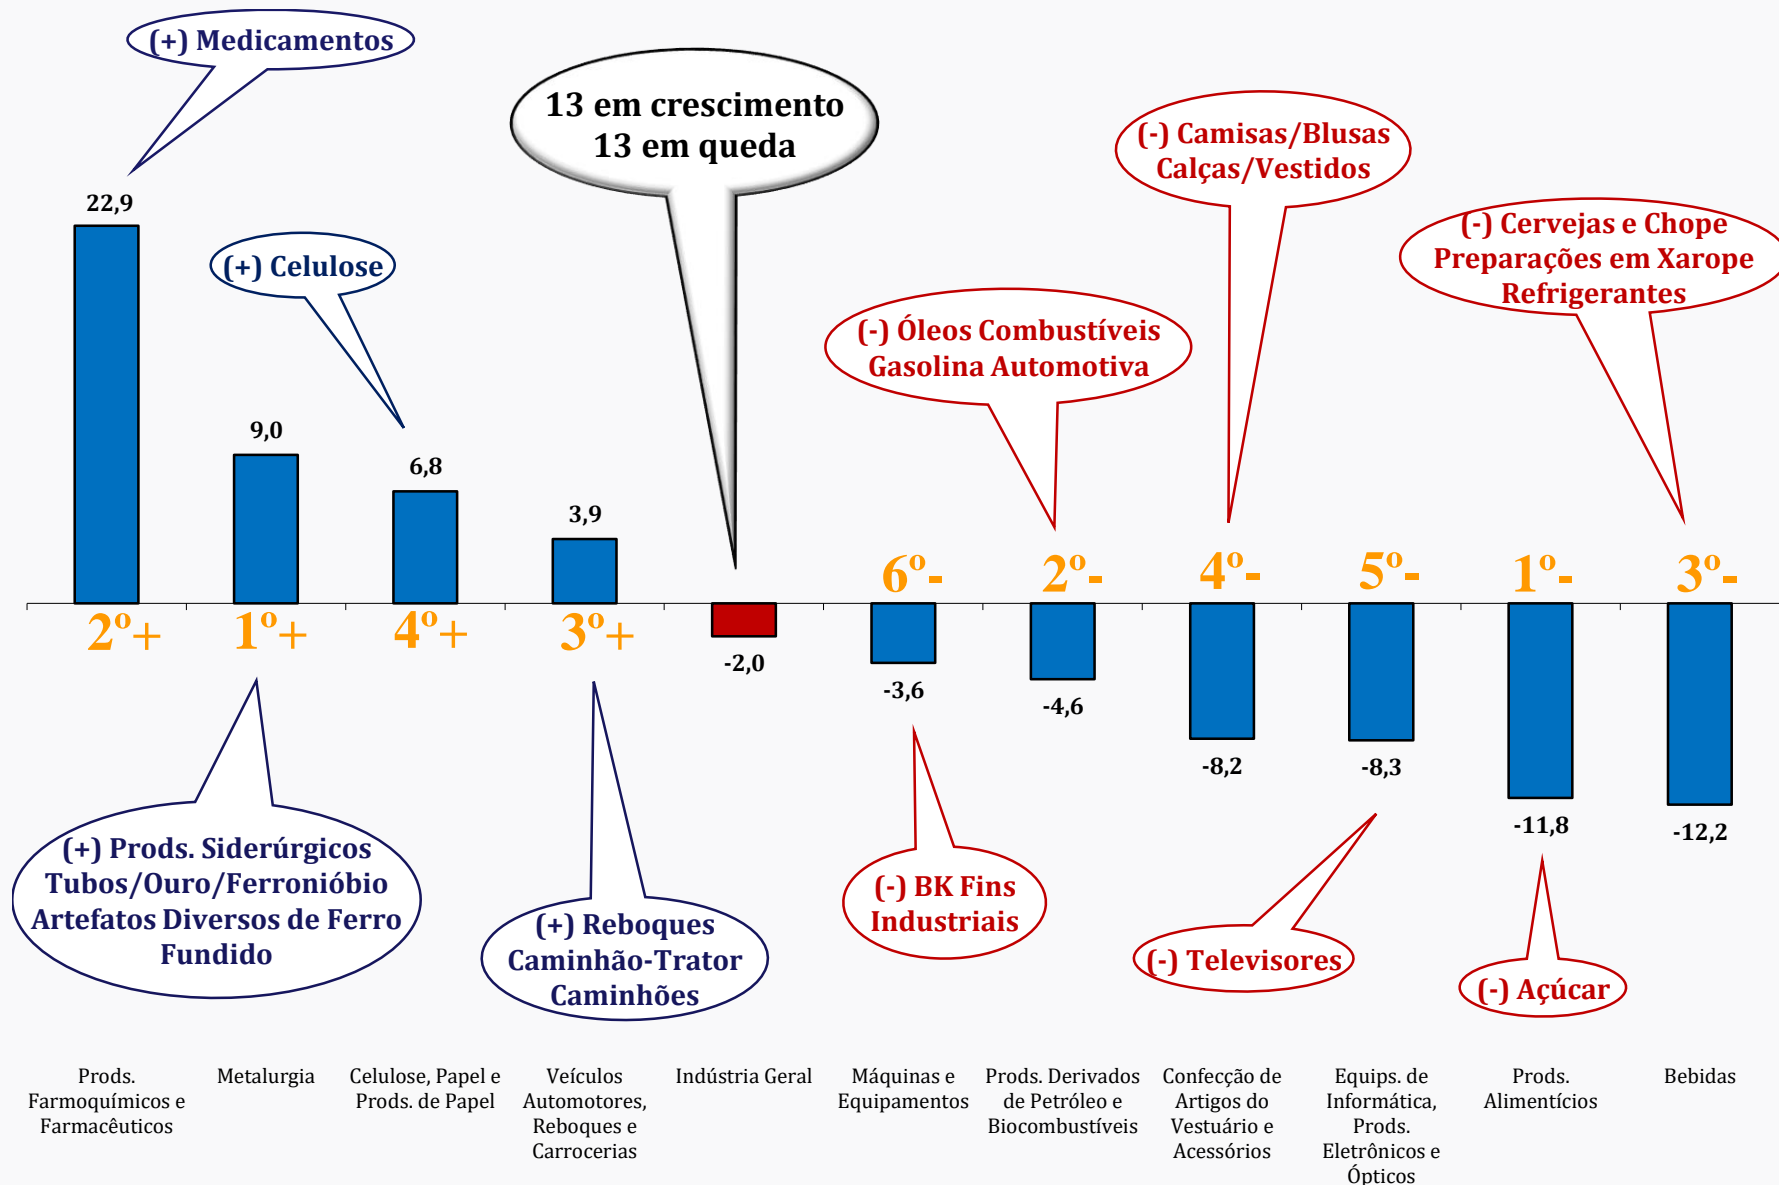 (+) Medicamentos
13 em crescimento
13 em queda
(-) Camisas/Blusas
Calças/Vestidos
(-) Cervejas e Chope
Preparações em Xarope
Refrigerantes
22,9
(+) Celulose
(-) Óleos Combustíveis
Gasolina Automotiva
9,0
6,8
3,9
6º-
2º-
4º-
5º-
1º-
3º-
2º+
1º+
4º+
3º+
-2,0
-3,6
-4,6
-8,2
-8,3
-11,8
-12,2
(+) Prods. Siderúrgicos
Tubos/Ouro/Ferronióbio
Artefatos Diversos de Ferro
Fundido
(+) Reboques
Caminhão-Trator
Caminhões
(-) BK Fins
Industriais
(-) Televisores
(-) Açúcar
Prods.
Farmoquímicos e
Farmacêuticos
Metalurgia
Celulose, Papel e
Prods. de Papel
Veículos
Automotores,
Reboques e
Carrocerias
Indústria Geral
Máquinas e
Equipamentos
Prods. Derivados
de Petróleo e
Biocombustíveis
Confecção de
Artigos do
Vestuário e
Acessórios
Equips. de
Informática,
Prods.
Eletrônicos e
Ópticos
Prods.
Alimentícios
Bebidas